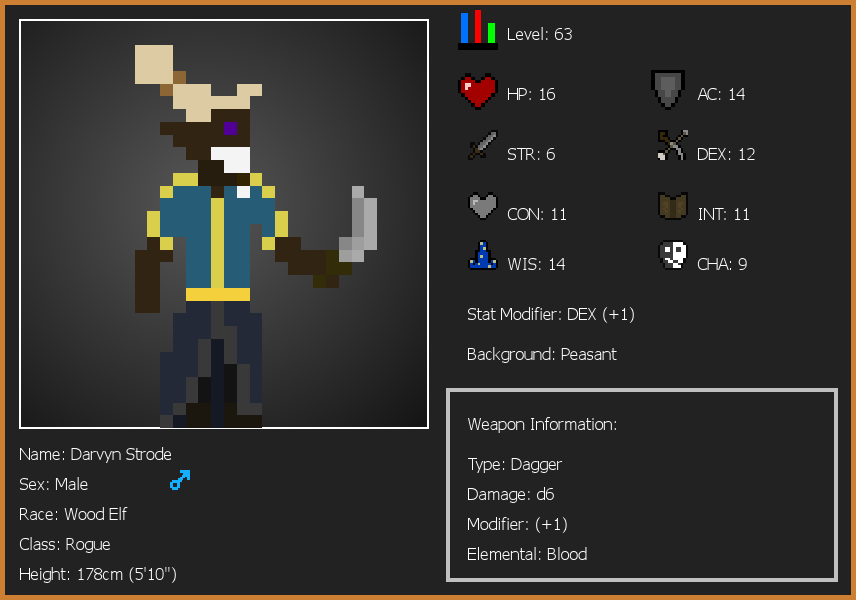 Level: 63
HP: 16
AC: 14
STR: 6
DEX: 12
CON: 11
INT: 11
WIS: 14
CHA: 9
Stat Modifier: DEX (+1)
Background: Peasant
Weapon Information:
Type: Dagger
Damage: d6
Modifier: (+1)
Elemental: Blood
Name: Darvyn Strode
Sex: Male
Race: Wood Elf
Class: Rogue
Height: 178cm (5'10")